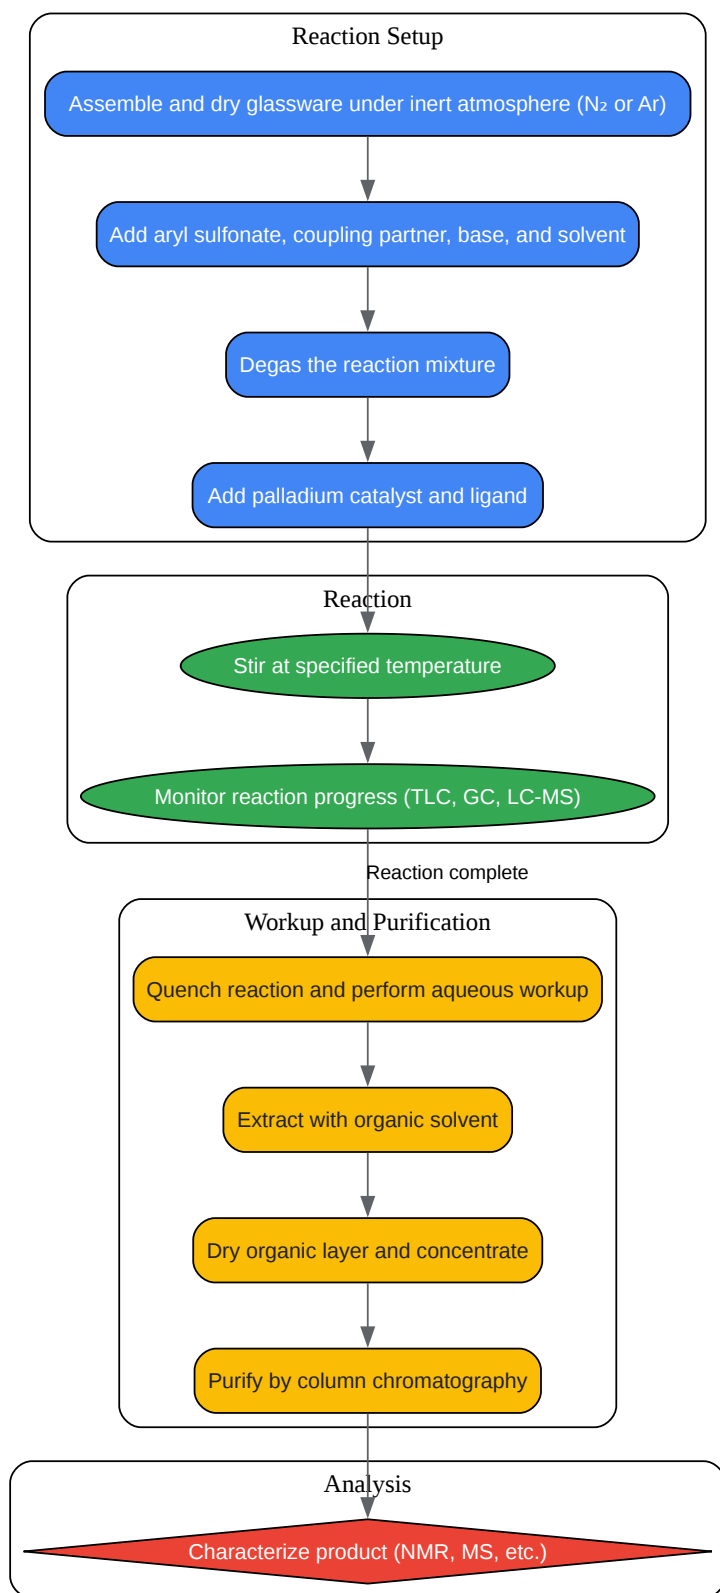 Reaction Setup
Assemble and dry glassware under inert atmosphere (N₂ or Ar)
Add aryl sulfonate, coupling partner, base, and solvent
Degas the reaction mixture
Add palladium catalyst and ligand
Reaction
Stir at specified temperature
Monitor reaction progress (TLC, GC, LC-MS)
Reaction complete
Workup and Purification
Quench reaction and perform aqueous workup
Extract with organic solvent
Dry organic layer and concentrate
Purify by column chromatography
Analysis
Characterize product (NMR, MS, etc.)